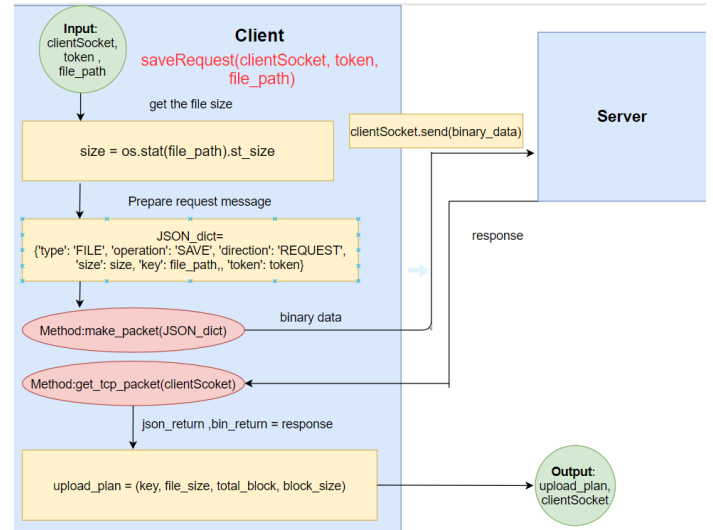 Input:
clientSocket,
token ,
file_path
Client
saveRequest(clientSocket, token,
file_path)
get the file size
size = os.stat(file_path).st_size
clientSocket.send(binary_data)
Server
Prepare request message
JSON_dict=
{'type': 'FILE', 'operation': 'SAVE', 'direction': 'REQUEST',
'size': size, 'key': file_path,, 'token': token}
response
binary data
Method:make_packet(JSON_dict)
Method:get_tcp_packet(clientScoket)
json_return ,bin_return = response
upload_plan = (key, file_size, total_block, block_size)
Output:
upload_plan,
clientSocket